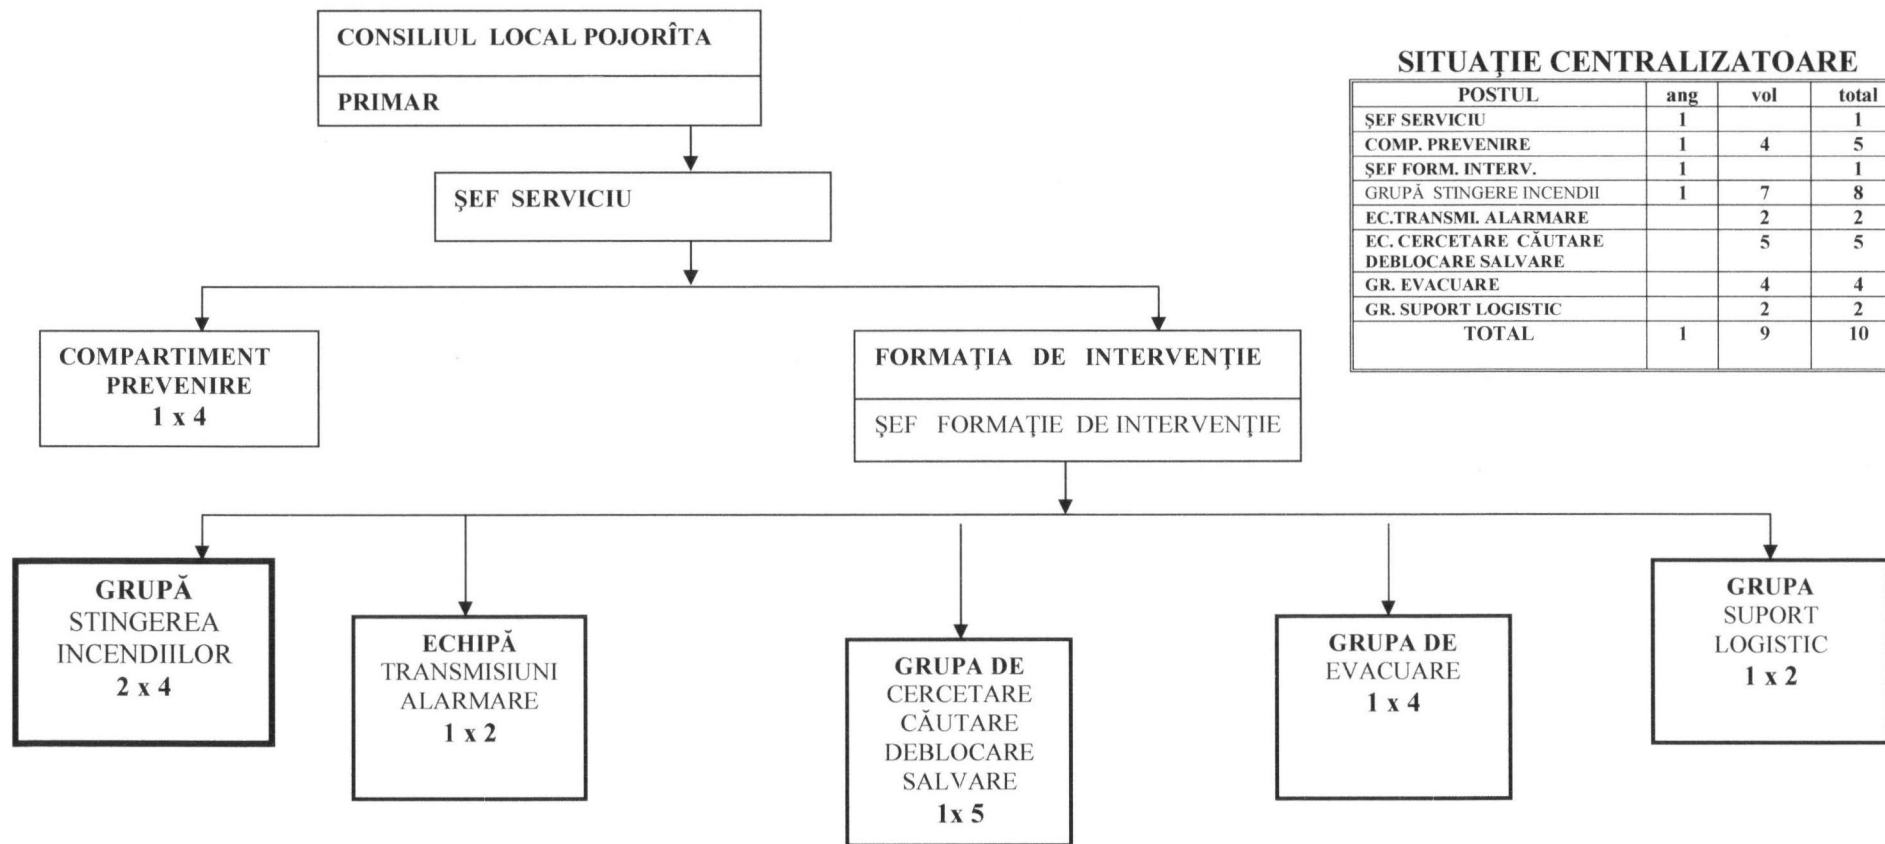 CONSILIUL LOCAL POJORÎTA
PRIMAR
ŞEF SERVICIU
SITUAŢIE CENTRALIZATOARE
POSTUL ang vol total
ŞEF SERVICIU 1 1
COMP. PREVENIRE 1 4 5
ŞEF FORM. INTERV. 1 1
GRUPĂ STINGERE INCENDII 1 7 8
EC.TRANSMI. ALARMARE 2 2
EC. CERCETARE CĂUTARE 5 5
DEBLOCARE SALVARE
GR. EVACUARE 4 4
GR. SUPORT LOGISTIC 2 2
TOTAL 1 9 10
COMPARTIMENT
PREVENIRE
1 x 4
FORMAŢIA DE INTERVENŢIE
ŞEF FORMAŢIE DE INTERVENŢIE
GRUPĂ
STINGEREA
INCENDIILOR
2 x 4
ECHIPĂ
TRANSMISIUNI
ALARMARE
1 x 2
GRUPA DE
CERCETARE
CĂUTARE
DEBLOCARE
SALVARE
1x 5
GRUPA DE
EVACUARE
1 x 4
GRUPA
SUPORT
LOGISTIC
1 x 2